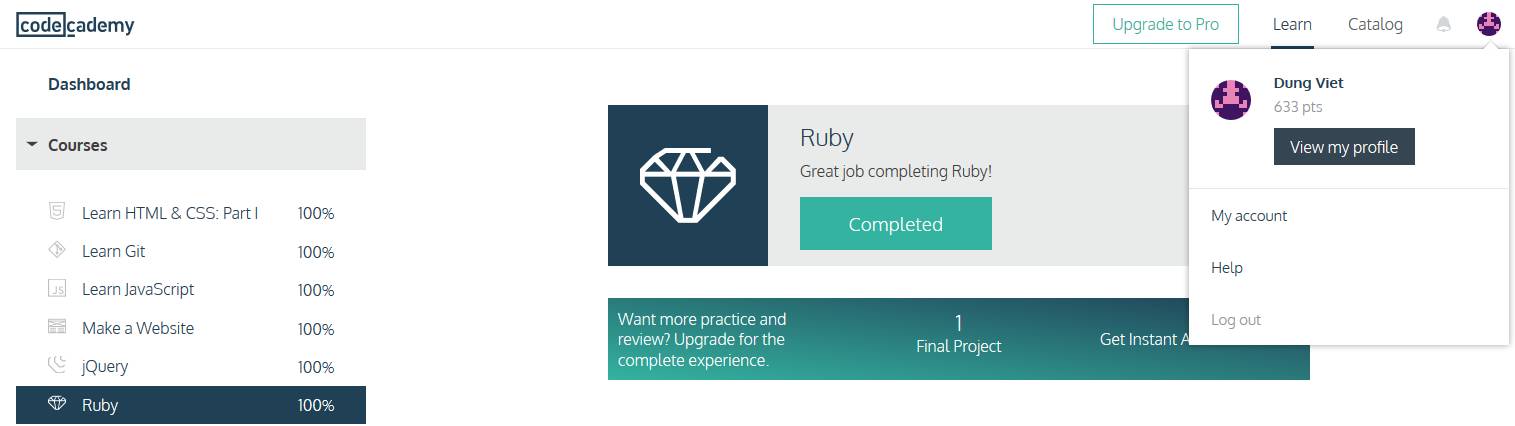 codecademy
Upgrade to Pro
Learn
Catalog
Dashboard
Courses
Learn HTML & CSS: Part I 100%
Learn Git 100%
JS Learn JavaScript 100%
Make a Website 100%
jQuery 100%
Ruby 100%
Ruby
Great job completing Ruby!
Completed
Want more practice and
review? Upgrade for the
complete experience.
1
Final Project
Get Instant A
Dung Viet
633 pts
View my profile
My account
Help
Log out